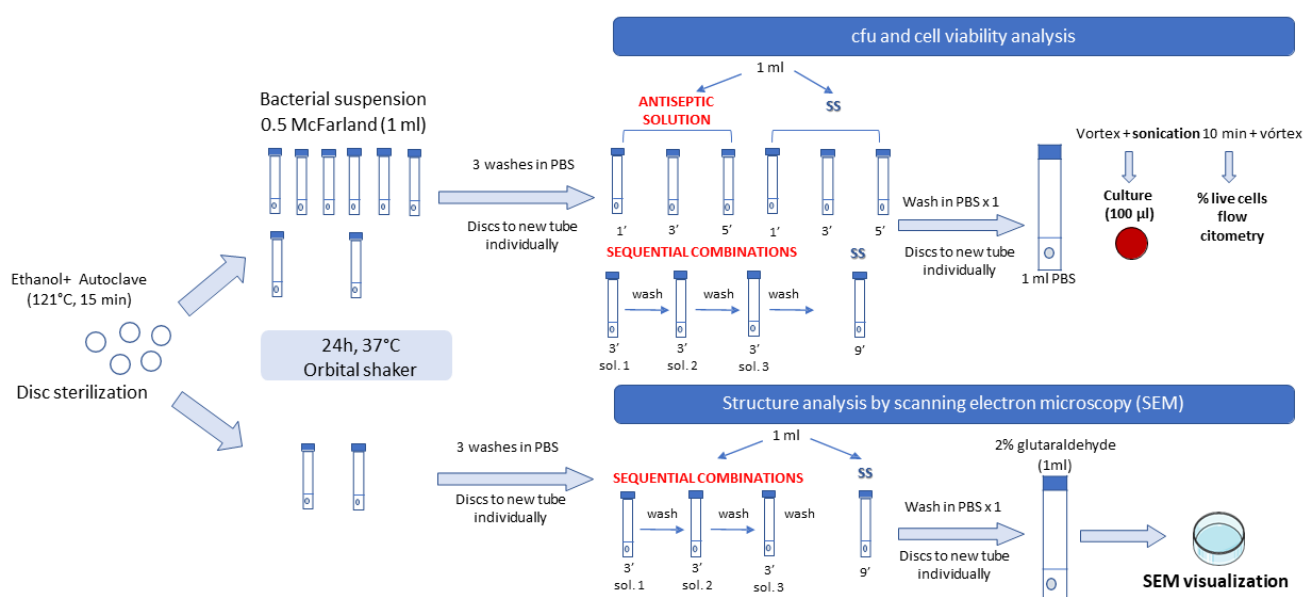 cfu and cell viability analysis
1 ml
Bacterial suspension
0.5 McFarland (1 ml)
ANTISEPTIC
SOLUTION
SS
3 washes in PBS
Discs to new tube
individually
1’ 3’ 5’ 1’ 3’ 5’
Wash in PBS x 1
Discs to new tube
individually
1 ml PBS
Vortex + sonication 10 min + vórtex
Culture
(100 µl)
% live cells
flow
citometry
SEQUENTIAL COMBINATIONS
SS
wash wash wash
3’ 3’ 3’ 9’
sol. 1 sol. 2 sol. 3
Ethanol+ Autoclave
(121°C, 15 min)
Disc sterilization
24h, 37°C
Orbital shaker
Structure analysis by scanning electron microscopy (SEM)
1 ml
3 washes in PBS
Discs to new tube
individually
SEQUENTIAL COMBINATIONS
SS
wash wash wash
3’ 3’ 3’ 9’
sol. 1 sol. 2 sol. 3
Wash in PBS x 1
Discs to new tube
individually
2% glutaraldehyde
(1ml)
SEM visualization